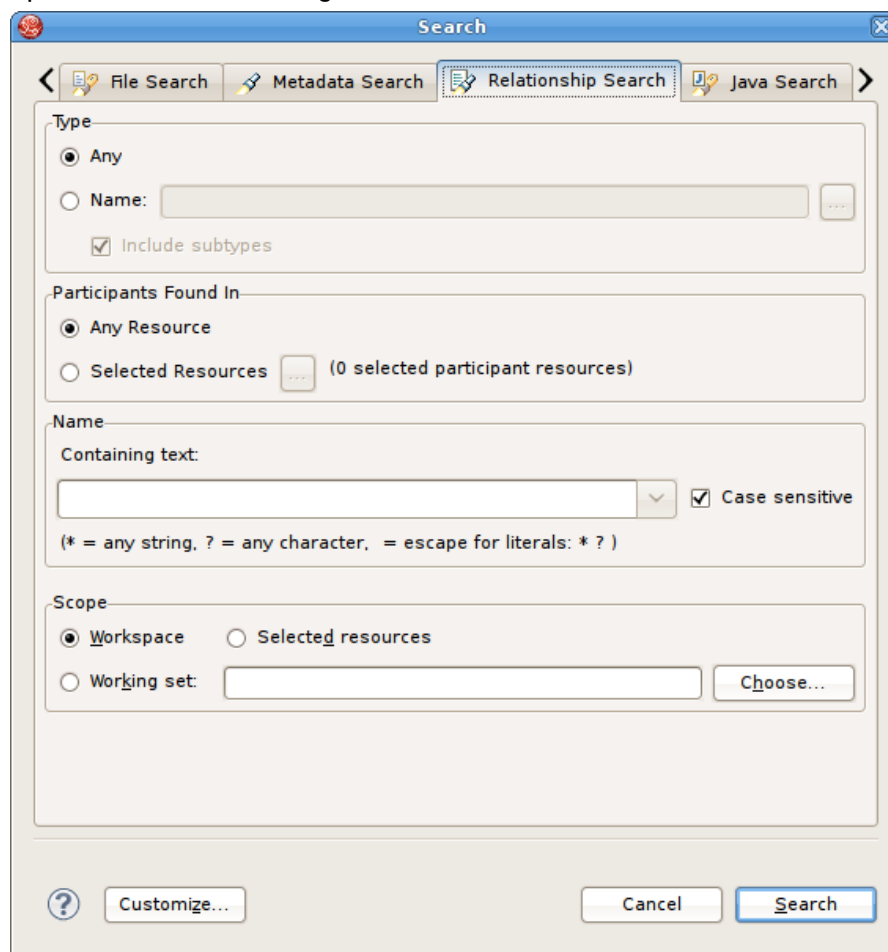 Search
File Search Metadata Search Relationship Search Java Search
Type
Any
Name: ...
Include subtypes
Participants Found In
Any Resource
Selected Resources ... (0 selected participant resources)
Name
Containing text:
Case sensitive
(* = any string, ? = any character, = escape for literals: * ? )
Scope
Workspace Selected resources
Working set: Choose...
? Customize... Cancel Search